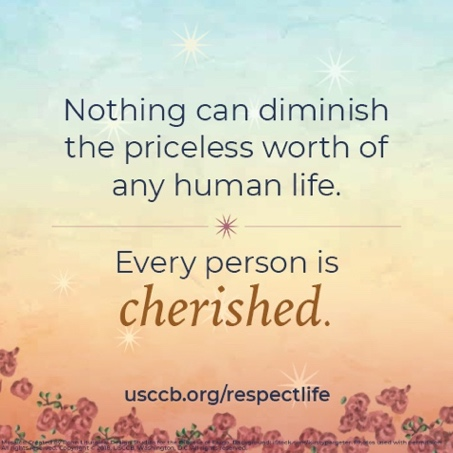 Nothing can diminish
the priceless worth of
any human life.
Every person is
cherished.
usccb.org/respectlife